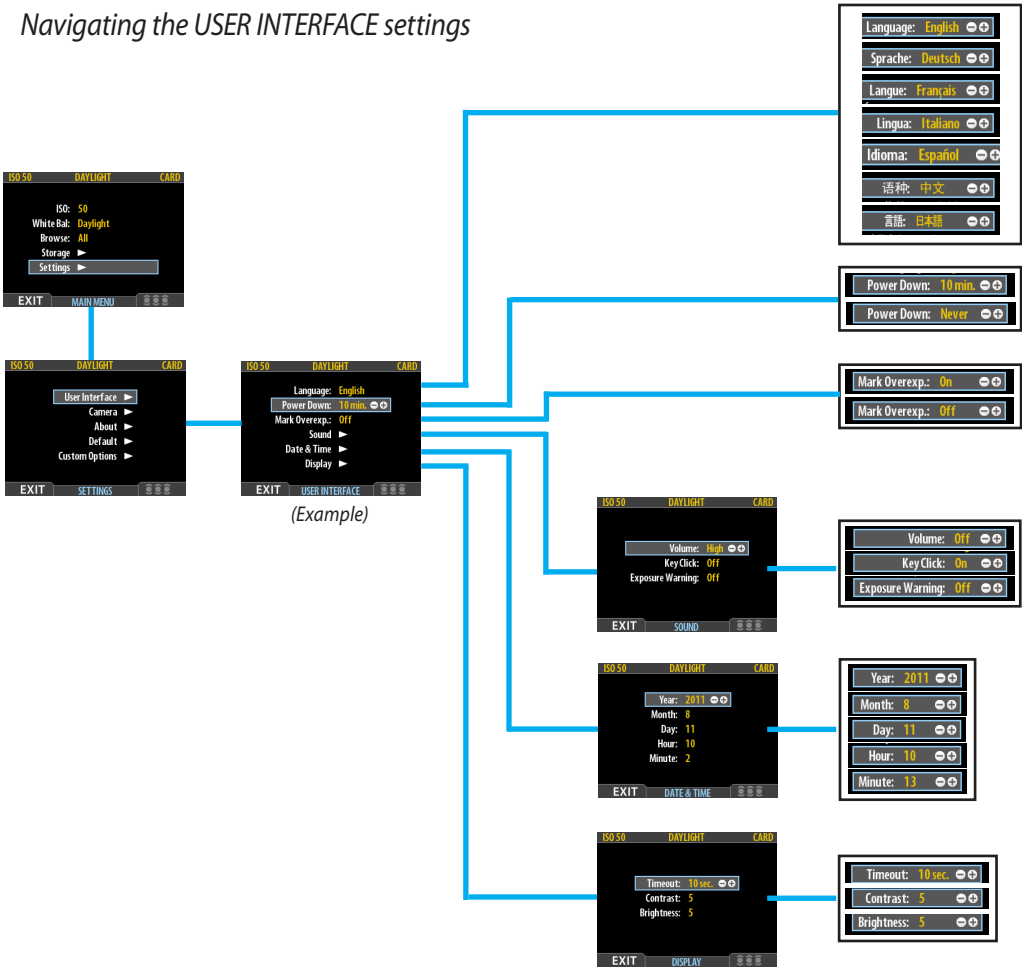 Navigating the USER INTERFACE settings
Language: English
Sprache: Deutsch
Langue: Français
Lingua: Italiano
Idioma: Español
语种: 中文
言語: 日本語
ISO 50 DAYLIGHT CARD
ISO: 50
White Bal: Daylight
Browse: All
Storage
Settings
EXIT MAIN MENU
Power Down: 10 min.
Power Down: Never
ISO 50 DAYLIGHT CARD
User Interface
Camera
About
Default
Custom Options
EXIT SETTINGS
ISO 50 DAYLIGHT CARD
Language: English
Power Down: 10 min.
Mark Overexp.: Off
Sound
Date & Time
Display
EXIT USER INTERFACE
(Example)
Mark Overexp.: On
Mark Overexp.: Off
ISO 50 DAYLIGHT CARD
Volume: High
Key Click: Off
Exposure Warning: Off
EXIT SOUND
Volume: Off
Key Click: On
Exposure Warning: Off
ISO 50 DAYLIGHT CARD
Year: 2011
Month: 8
Day: 11
Hour: 10
Minute: 2
EXIT DATE & TIME
Year: 2011
Month: 8
Day: 11
Hour: 10
Minute: 13
ISO 50 DAYLIGHT CARD
Timeout: 10 sec.
Contrast: 5
Brightness: 5
EXIT DISPLAY
Timeout: 10 sec.
Contrast: 5
Brightness: 5